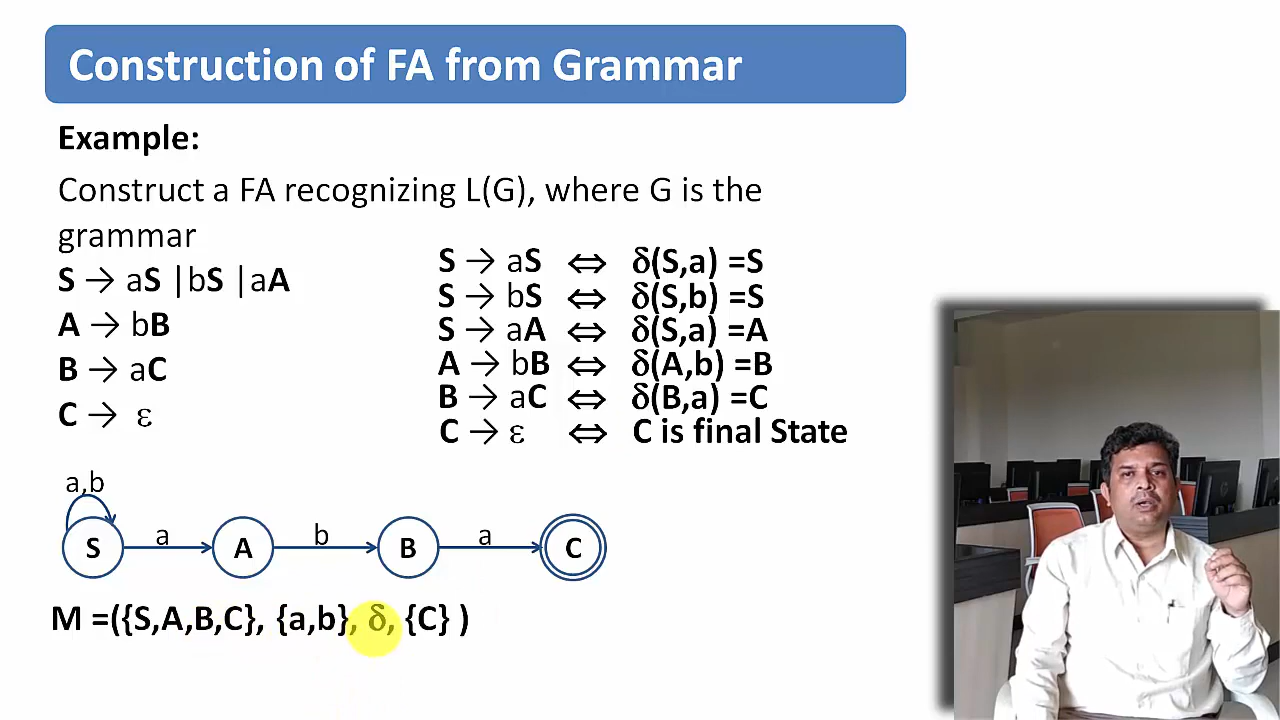 Construction of FA from Grammar
Example:
Construct a FA recognizing L(G), where G is the
grammar
S → aS |bS |aA
A → bB
B → aC
C → ε
S → aS ⇔ δ(S,a) =S
S → bS ⇔ δ(S,b) =S
S → aA ⇔ δ(S,a) =A
A → bB ⇔ δ(A,b) =B
B → aC ⇔ δ(B,a) =C
C → ε ⇔ C is final State
a,b
S a A b B a C
M =({S,A,B,C}, {a,b}, δ, {C} )